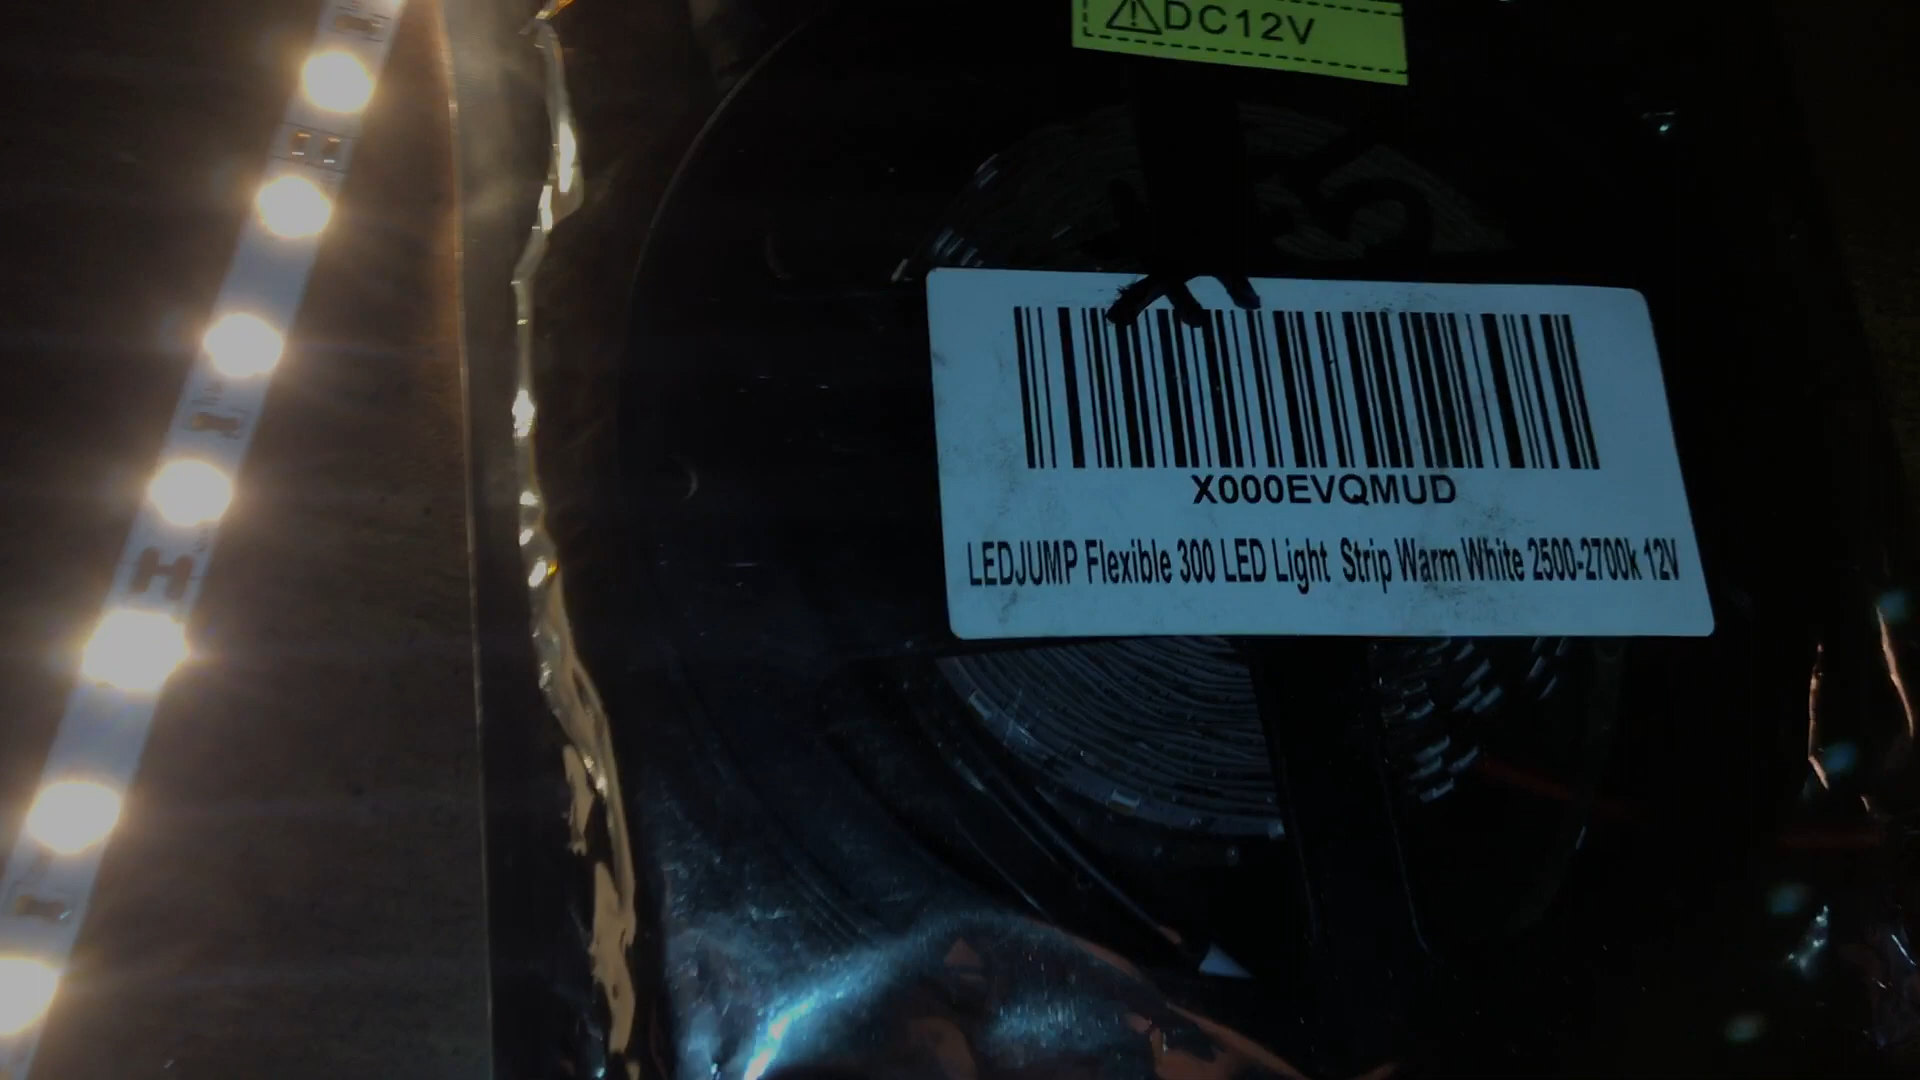 ⚠DC12V
X000EVQMUD
LEDJUMP Flexible 300 LED Light Strip Warm White 2500-2700k 12V